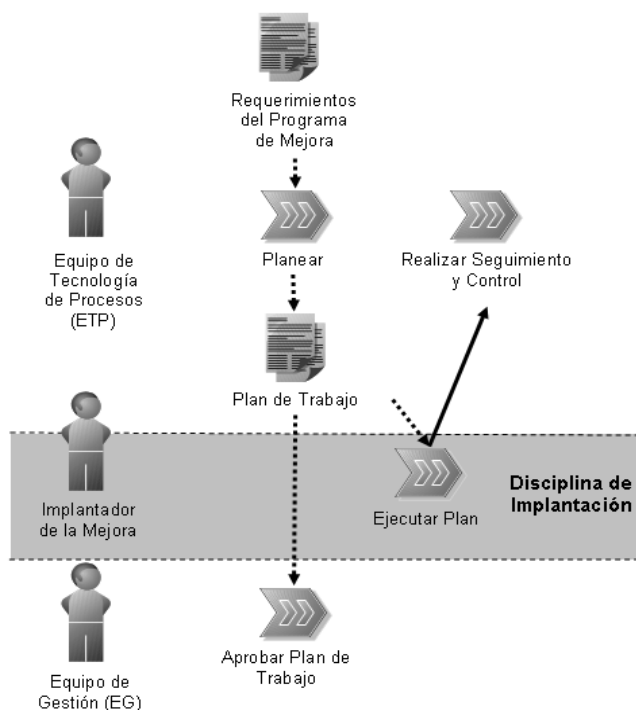 Requerimientos
del Programa
de Mejora
Equipo de
Tecnología
de Procesos
(ETP)
Planear
Realizar Seguimiento
y Control
Plan de Trabajo
Implantador
de la Mejora
Ejecutar Plan
Disciplina de
Implantación
Equipo de
Gestión (EG)
Aprobar Plan de
Trabajo